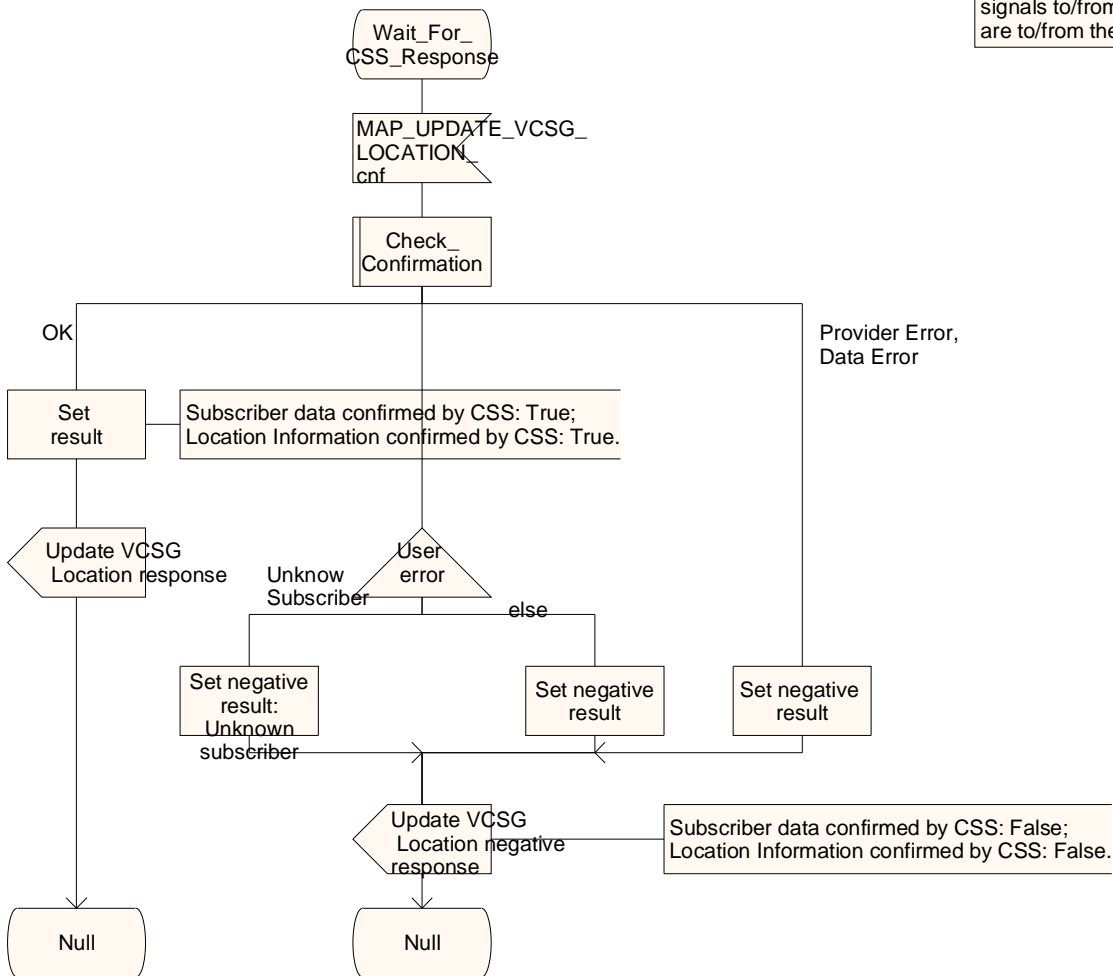 signals to/from
are to/from the
Wait_For_
CSS_Response
MAP_UPDATE_VCSG_
LOCATION_
cnf
Check_
Confirmation
OK
Provider Error,
Data Error
Set
result
Subscriber data confirmed by CSS: True;
Location Information confirmed by CSS: True.
Update VCSG
Location response
User
error
Unknow
Subscriber
else
Set negative
result:
Unknown
subscriber
Set negative
result
Set negative
result
Update VCSG
Location negative
response
Subscriber data confirmed by CSS: False;
Location Information confirmed by CSS: False.
Null
Null